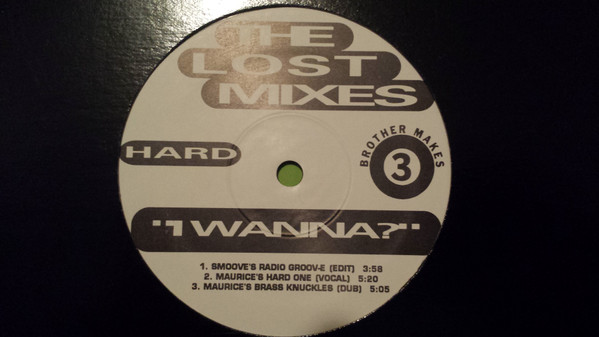 THE
LOST
MIXES
HARD
BROTHER MAKES
3
"I WANNA?"
1. SMOOVE'S RADIO GROOV-E (EDIT) 3:58
2. MAURICE'S HARD ONE (VOCAL) 5:20
3. MAURICE'S BRASS KNUCKLES (DUB) 5:05